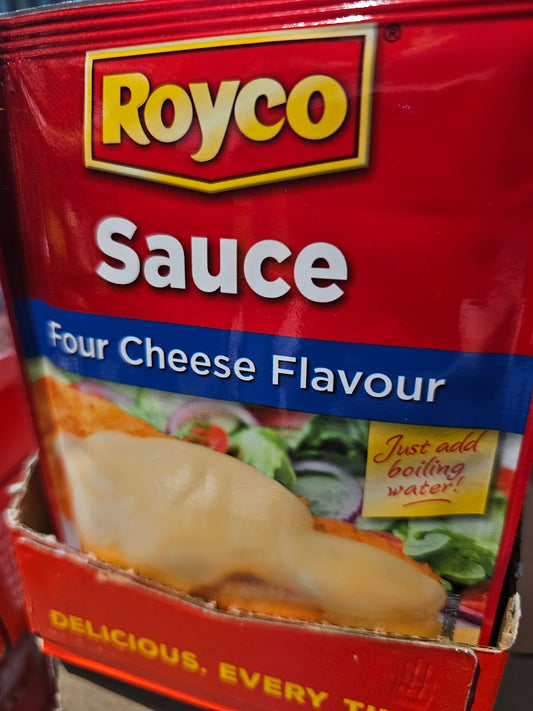 Royco
®
Sauce
Four Cheese Flavour
Just add
boiling
water!
DELICIOUS. EVERY